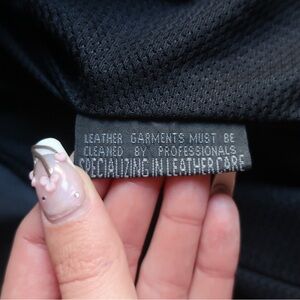 LEATHER GARMENTS MUST BE
CLEANED BY PROFESSIONALS
SPECIALIZING IN LEATHER CARE